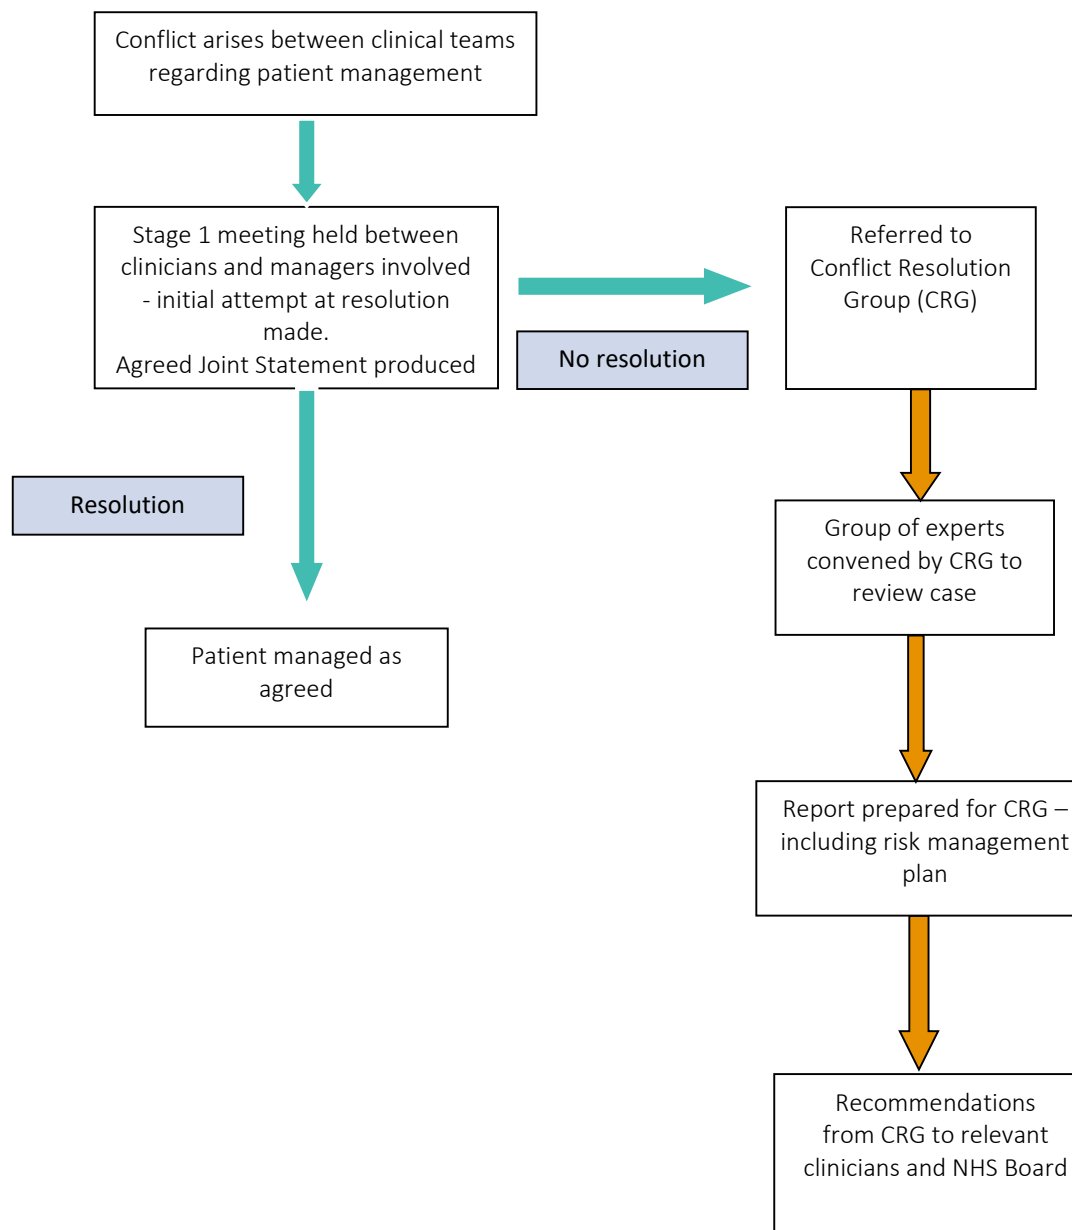 Conflict arises between clinical teams
regarding patient management
Stage 1 meeting held between
clinicians and managers involved
- initial attempt at resolution
made.
Agreed Joint Statement produced
No resolution
Referred to
Conflict Resolution
Group (CRG)
Resolution
Patient managed as
agreed
Group of experts
convened by CRG to
review case
Report prepared for CRG –
including risk management
plan
Recommendations
from CRG to relevant
clinicians and NHS Board